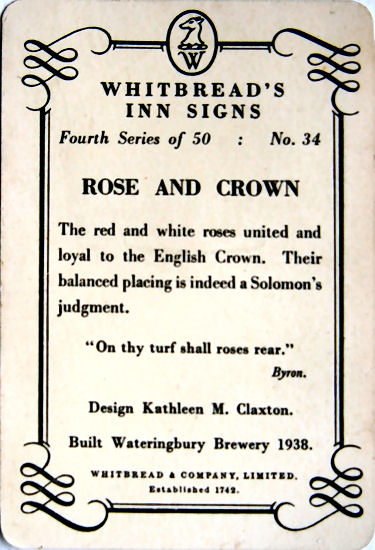 W
WHITBREAD'S
INN SIGNS
Fourth Series of 50 : No. 34
ROSE AND CROWN
The red and white roses united and
loyal to the English Crown. Their
balanced placing is indeed a Solomon's
judgment.
"On thy turf shall roses rear."
Byron.
Design Kathleen M. Claxton.
Built Wateringbury Brewery 1938.
WHITBREAD & COMPANY, LIMITED.
Established 1742.